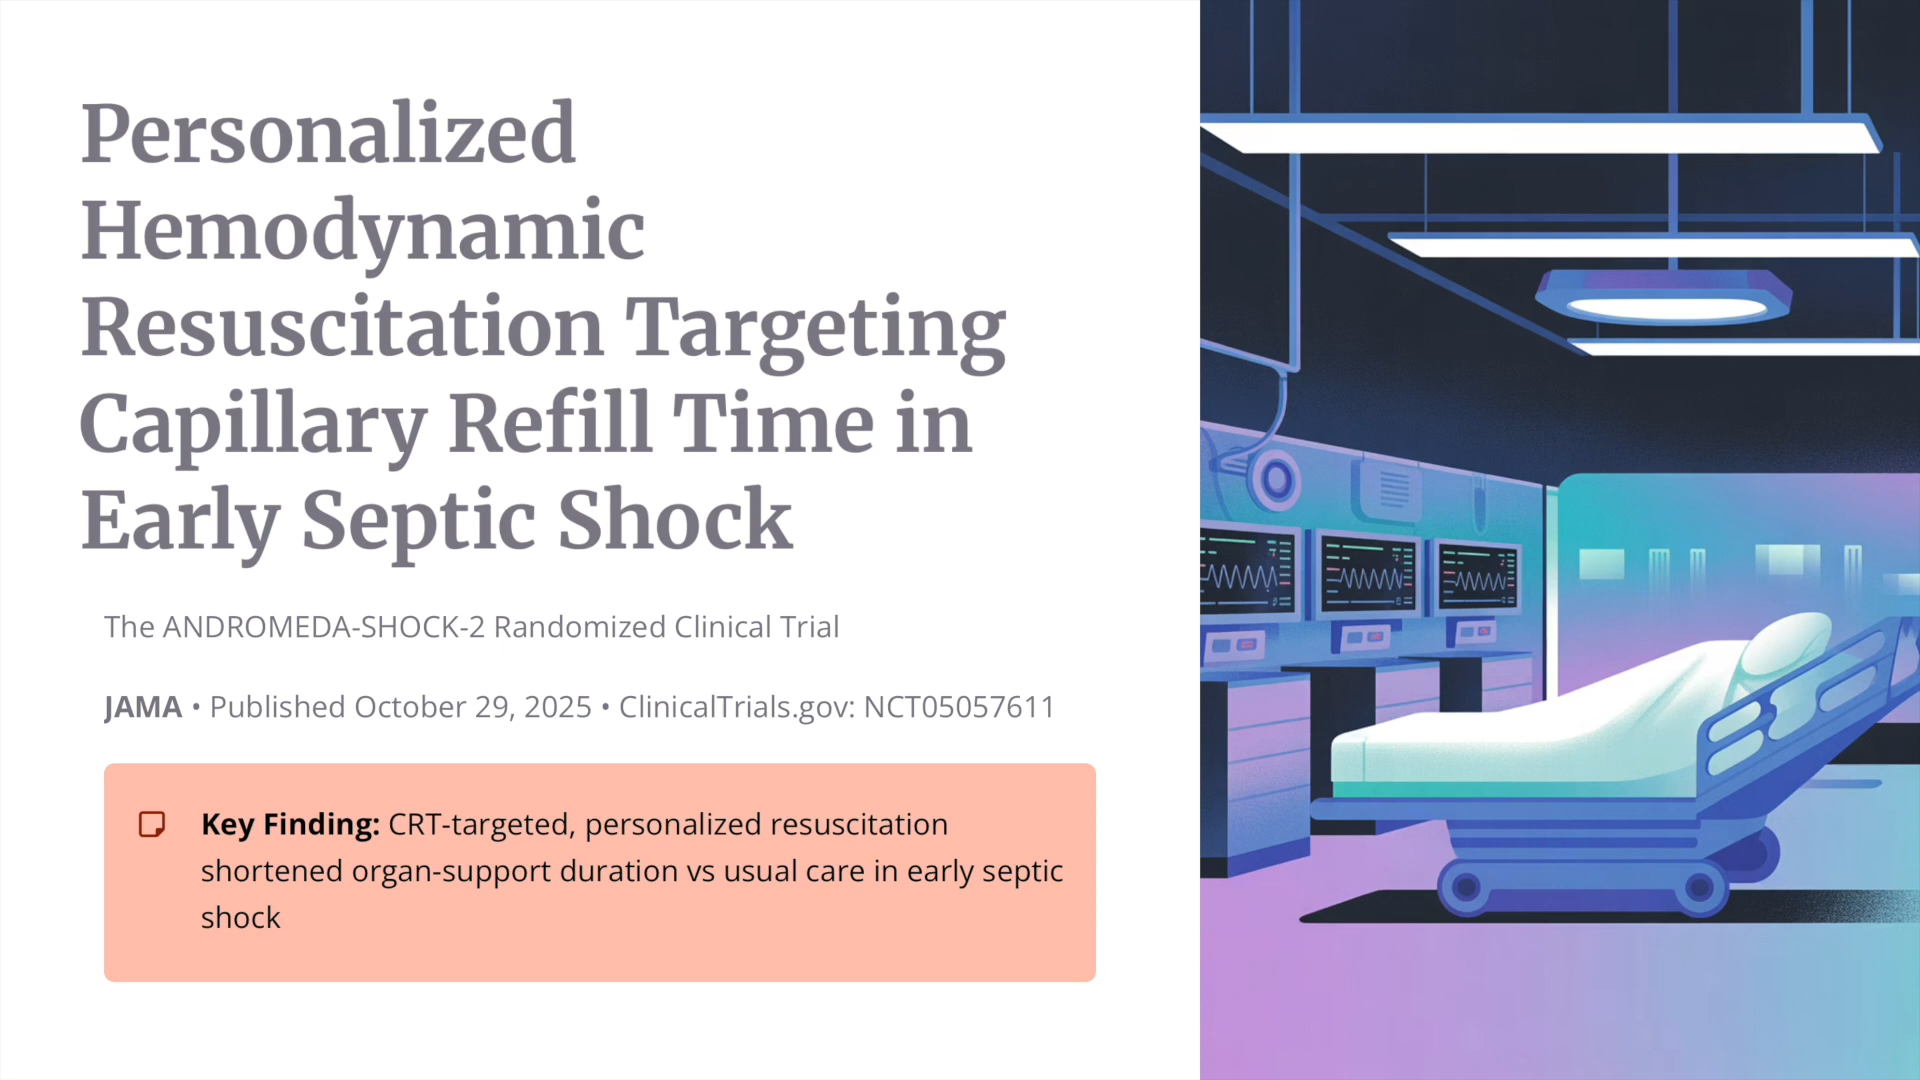 Personalized
Hemodynamic
Resuscitation Targeting
Capillary Refill Time in
Early Septic Shock
The ANDROMEDA-SHOCK-2 Randomized Clinical Trial
JAMA • Published October 29, 2025 • ClinicalTrials.gov: NCT05057611
Key Finding: CRT-targeted, personalized resuscitation
shortened organ-support duration vs usual care in early septic
shock